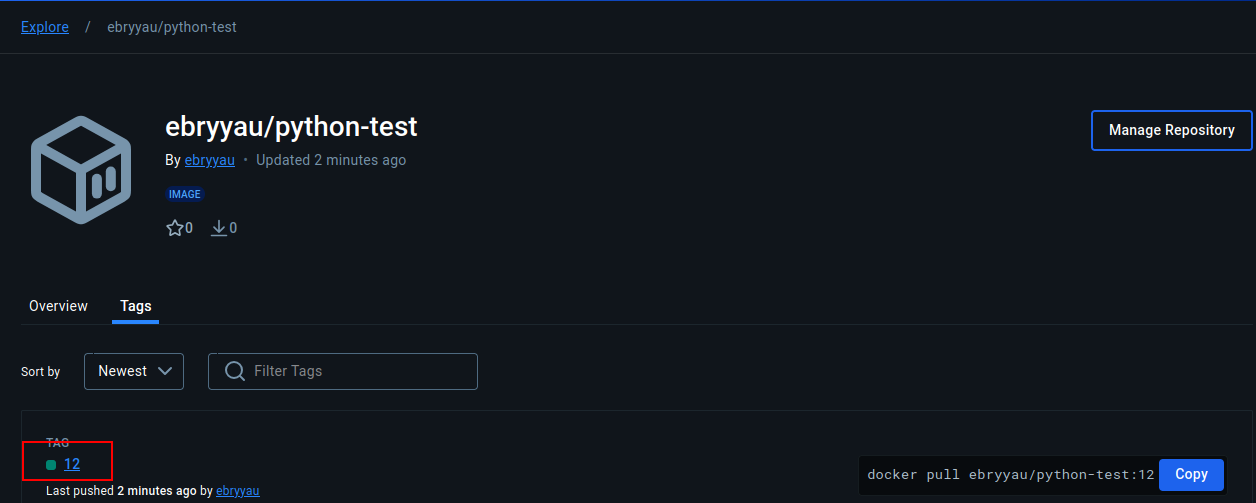 Explore / ebryyau/python-test
ebryyau/python-test
Manage Repository
By ebryyau • Updated 2 minutes ago
IMAGE
0 0
Overview Tags
Sort by Newest Filter Tags
TAG
12
docker pull ebryyau/python-test:12 Copy
Last pushed 2 minutes ago by ebryyau